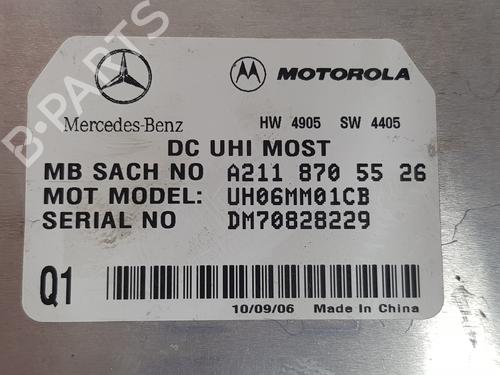 B-PARTS
MOTOROLA
Mercedes-Benz
HW 4905 SW 4405
DC UHI MOST
MB SACH NO A211 870 55 26
MOT MODEL: UH06MM01CB
SERIAL NO DM70828229
Q1
10/09/06 Made In China